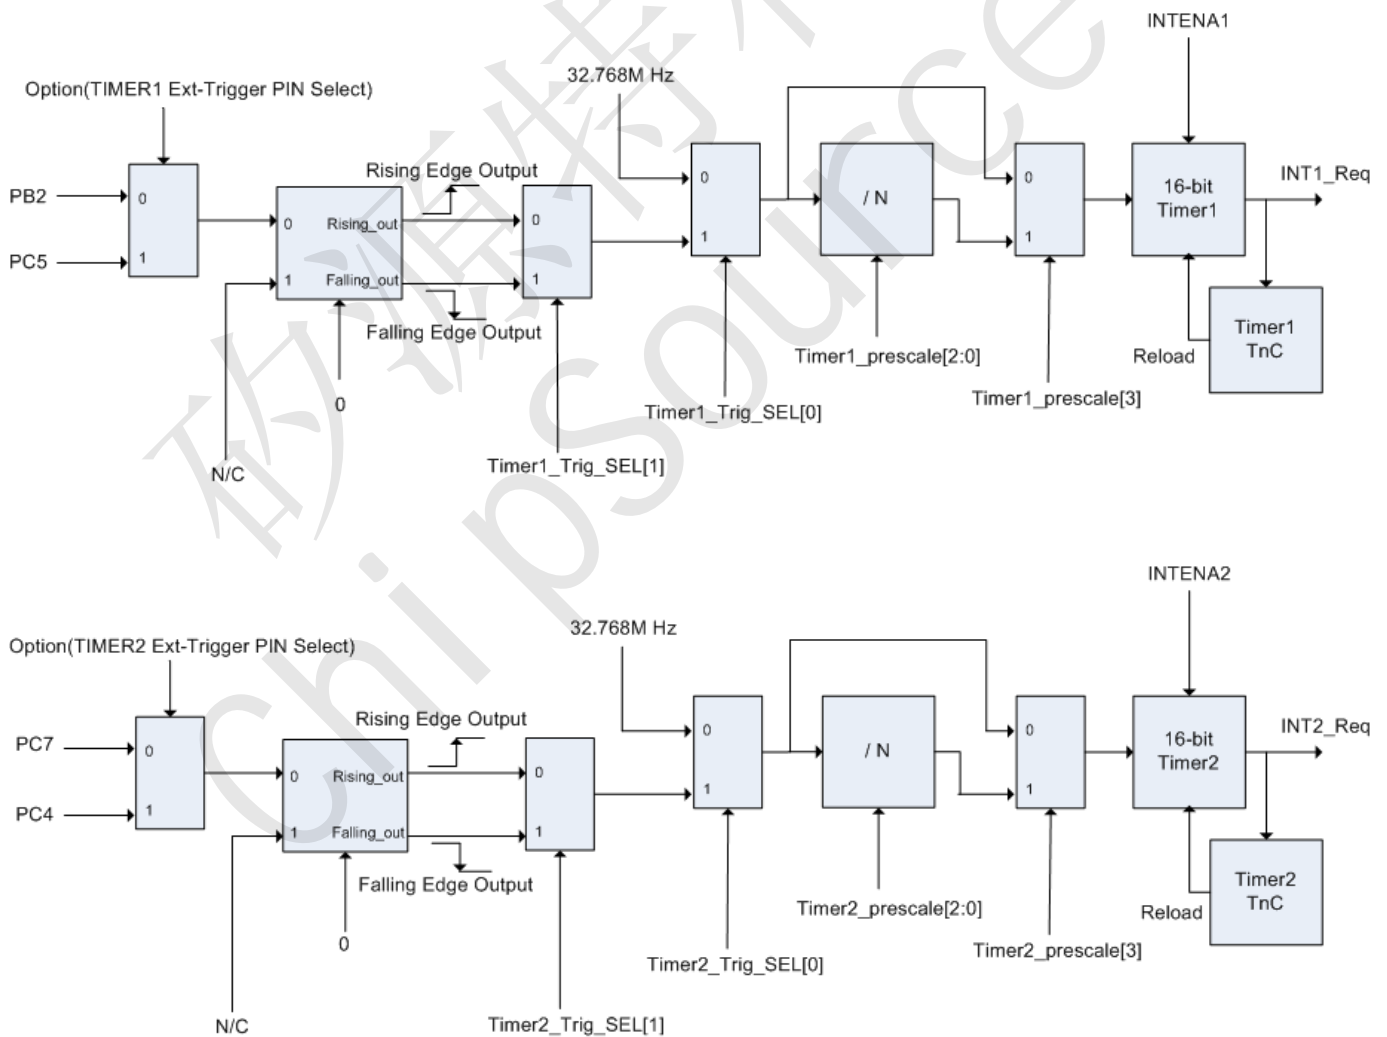 INTENA1
32.768M Hz
Option(TIMER1 Ext-Trigger PIN Select)
Rising Edge Output
PB2
0
0
Rising_out
0
0
/ N
0
16-bit
Timer1
INT1_Req
PC5
1
1
Falling_out
1
1
1
Falling Edge Output
Timer1
TnC
Reload
Timer1_prescale[2:0]
0
Timer1_prescale[3]
Timer1_Trig_SEL[0]
N/C
Timer1_Trig_SEL[1]
INTENA2
32.768M Hz
Option(TIMER2 Ext-Trigger PIN Select)
Rising Edge Output
PC7
0
0
Rising_out
0
0
/ N
0
16-bit
Timer2
INT2_Req
PC4
1
1
Falling_out
1
1
1
Falling Edge Output
Timer2
TnC
Reload
Timer2_prescale[2:0]
0
Timer2_prescale[3]
Timer2_Trig_SEL[0]
N/C
Timer2_Trig_SEL[1]
矽源特
chipsource